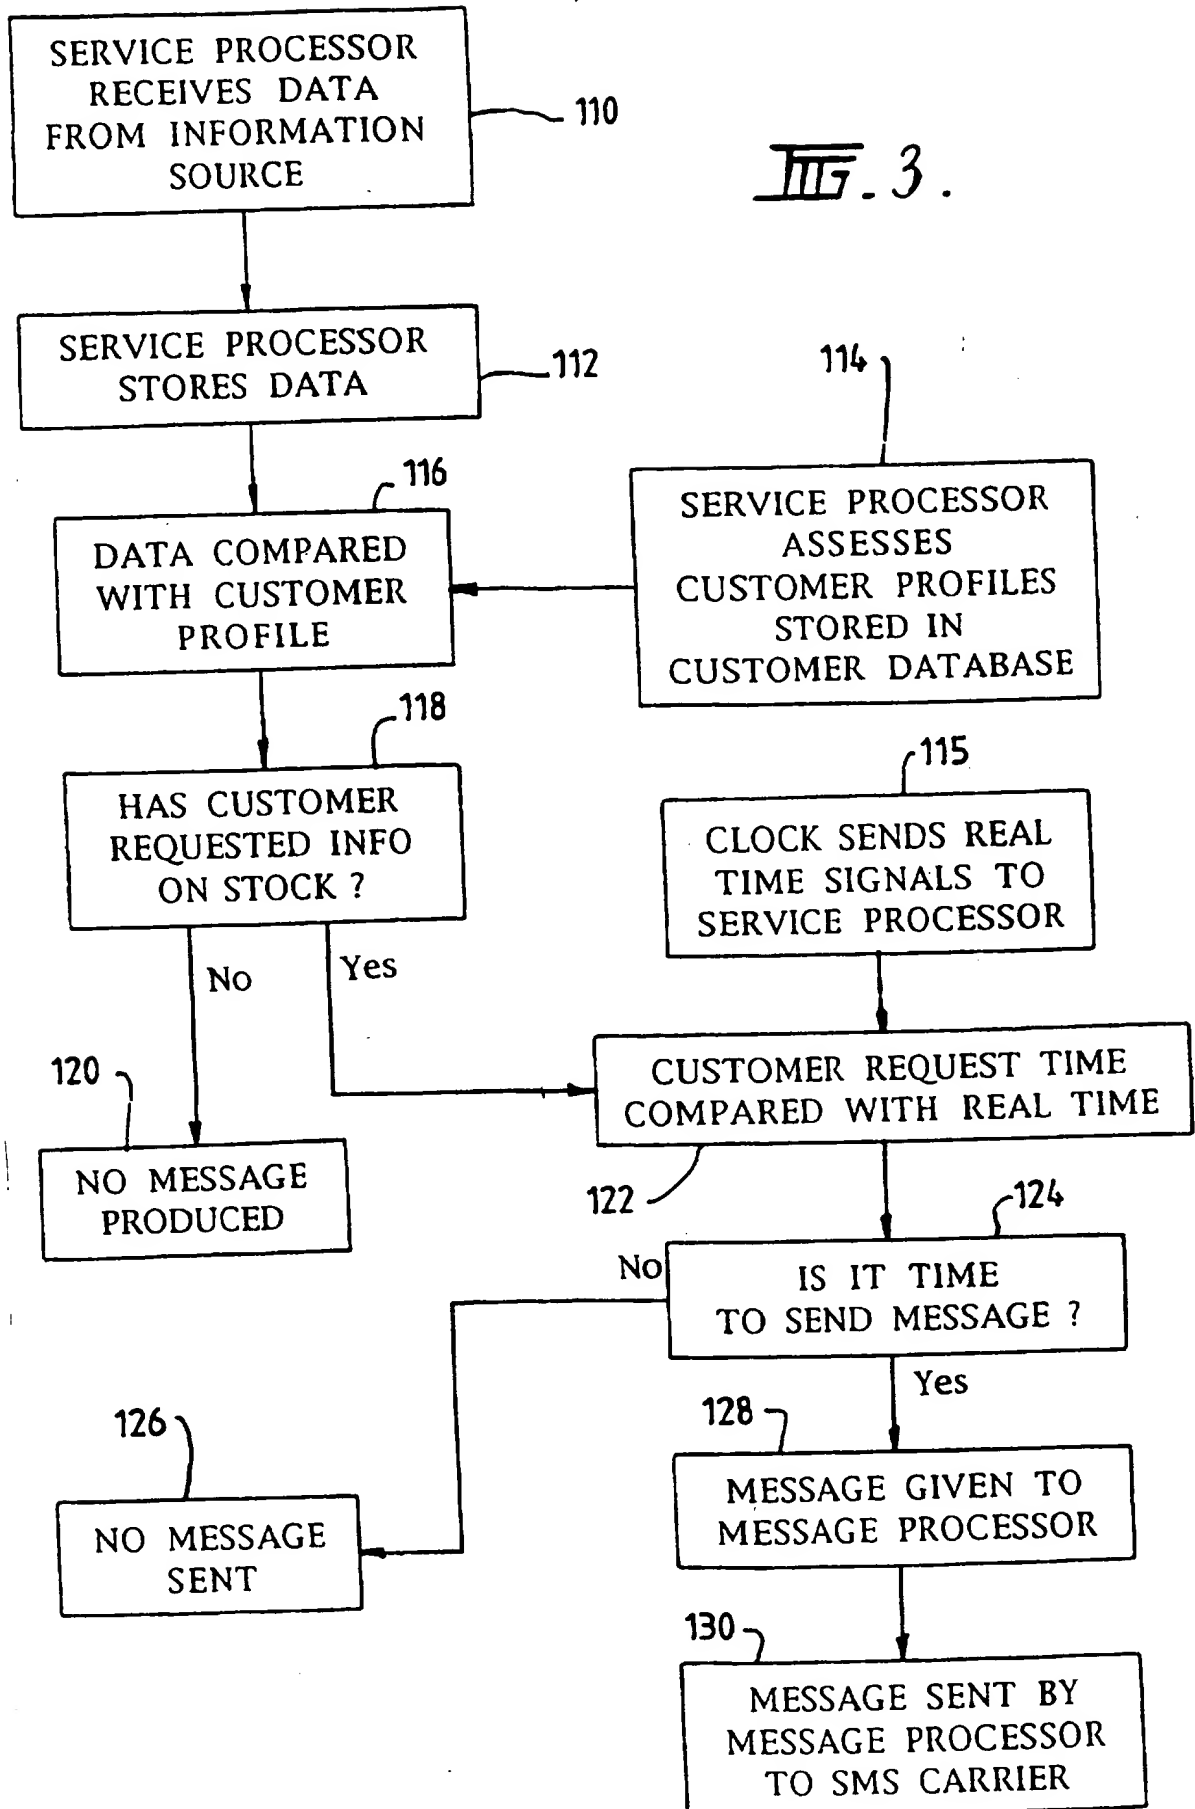 SERVICE PROCESSOR
RECEIVES DATA
FROM INFORMATION
SOURCE
110
FIG. 3.
SERVICE PROCESSOR
STORES DATA
112
114
116
DATA COMPARED
WITH CUSTOMER
PROFILE
SERVICE PROCESSOR
ASSESSES
CUSTOMER PROFILES
STORED IN
CUSTOMER DATABASE
118
HAS CUSTOMER
REQUESTED INFO
ON STOCK ?
115
CLOCK SENDS REAL
TIME SIGNALS TO
SERVICE PROCESSOR
No
Yes
120
NO MESSAGE
PRODUCED
CUSTOMER REQUEST TIME
COMPARED WITH REAL TIME
122
124
No
IS IT TIME
TO SEND MESSAGE ?
Yes
126
NO MESSAGE
SENT
128
MESSAGE GIVEN TO
MESSAGE PROCESSOR
130
MESSAGE SENT BY
MESSAGE PROCESSOR
TO SMS CARRIER